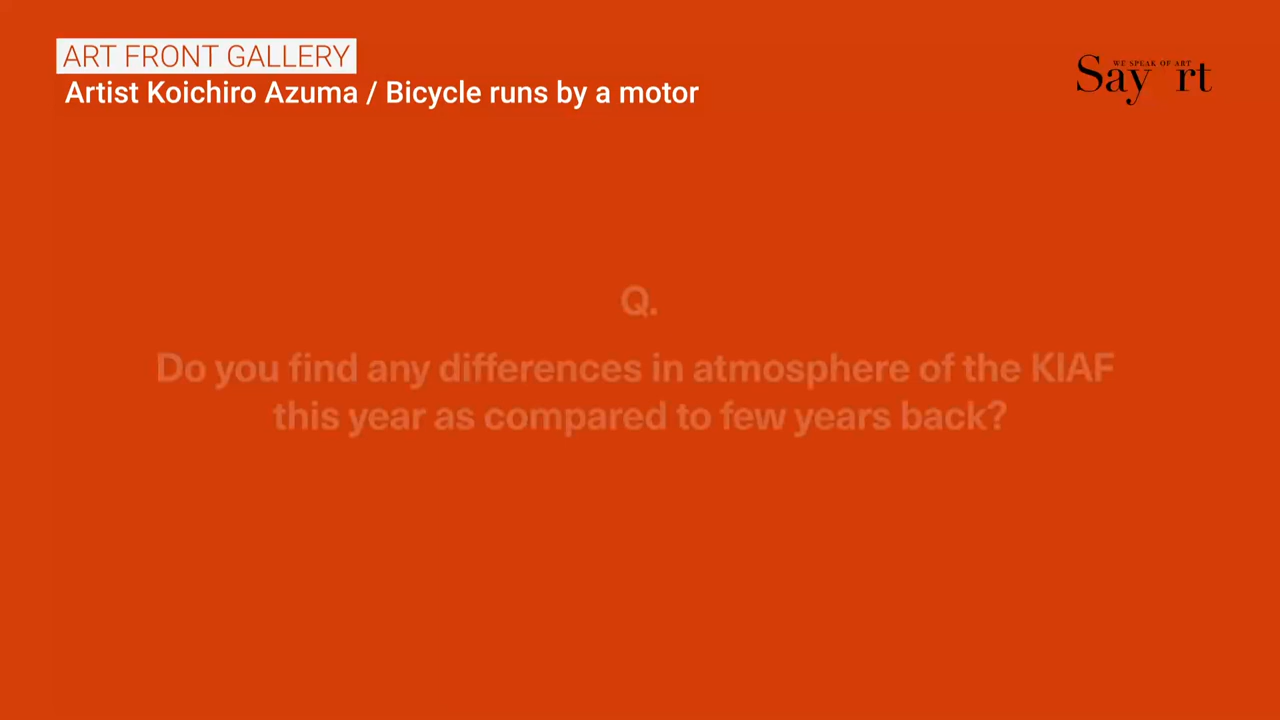 ART FRONT GALLERY
Artist Koichiro Azuma / Bicycle runs by a motor
WE SPEAK OF ART
Say rt
Q.
Do you find any differences in atmosphere of the KIAF
this year as compared to few years back?